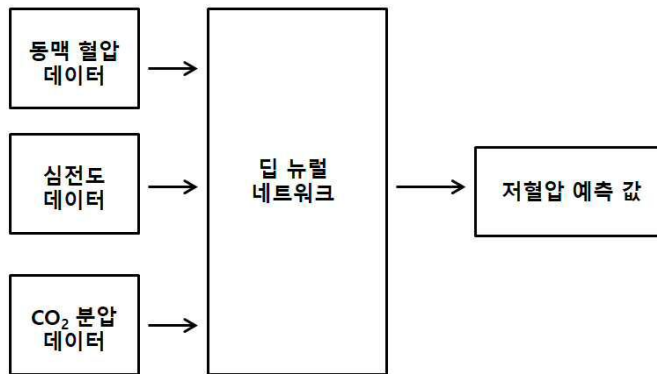 동맥 혈압
데이터
심전도
데이터
CO₂ 분압
데이터
딥 뉴럴
네트워크
저혈압 예측 값